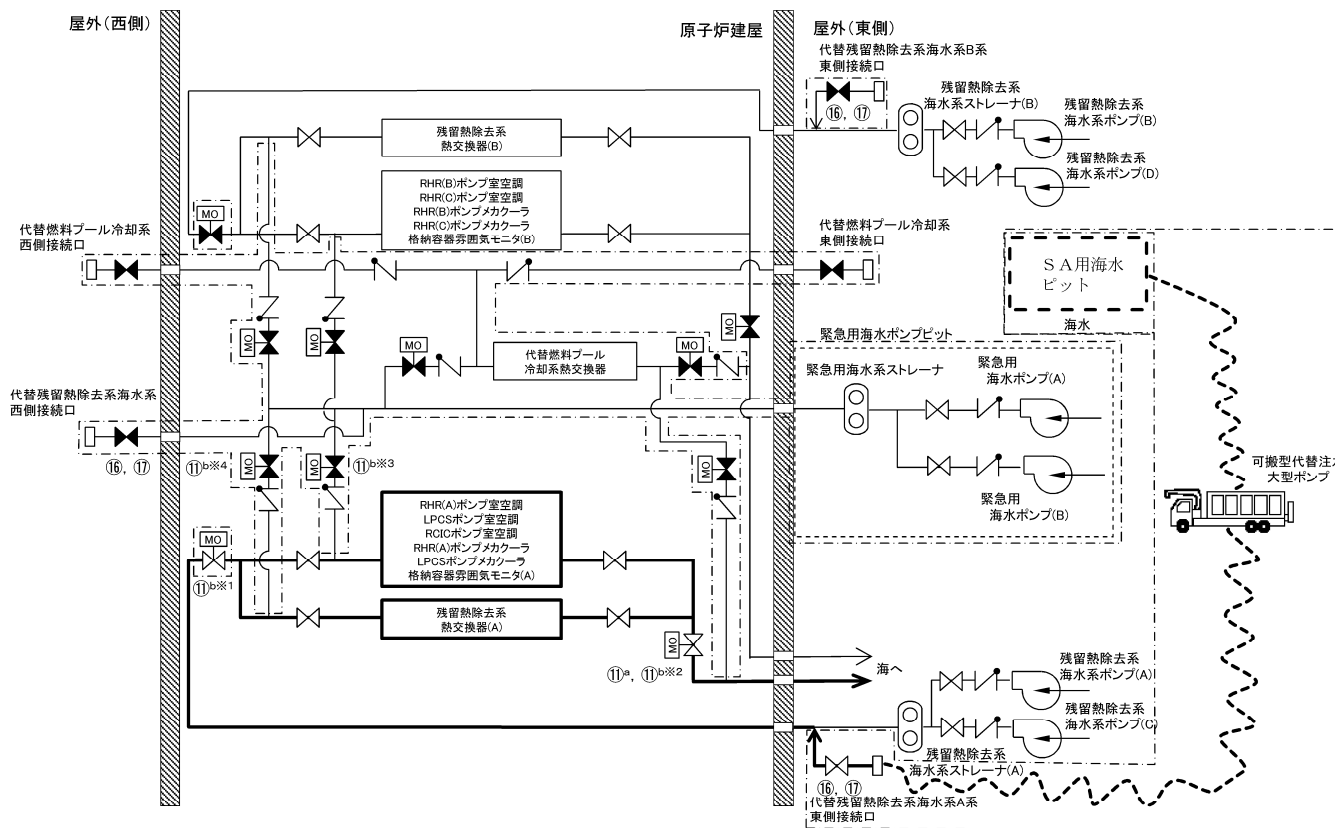 屋外(西側)
原子炉建屋
屋外(東側)
代替残留熱除去系海水系B系
東側接続口
⑯, ⑰
残留熱除去系
海水系ストレーナ(B)
残留熱除去系
海水系ポンプ(B)
残留熱除去系
海水系ポンプ(D)
残留熱除去系
熱交換器(B)
RHR(B)ポンプ室空調
RHR(C)ポンプ室空調
RHR(B)ポンプメカクーラ
RHR(C)ポンプメカクーラ
格納容器雰囲気モニタ(B)
MO
代替燃料プール冷却系
西側接続口
代替燃料プール冷却系
東側接続口
SA用海水
ピット
海水
MO
MO
MO
MO
MO
代替燃料プール
冷却系熱交換器
緊急用海水ポンプピット
緊急用海水系ストレーナ
緊急用
海水ポンプ(A)
緊急用
海水ポンプ(B)
代替残留熱除去系海水系
西側接続口
⑯, ⑰
⑪b※4
MO
MO
⑪b※3
MO
可搬型代替注
大型ポンプ
RHR(A)ポンプ室空調
LPCSポンプ室空調
RCICポンプ室空調
RHR(A)ポンプメカクーラ
LPCSポンプメカクーラ
格納容器雰囲気モニタ(A)
MO
⑪b※1
残留熱除去系
熱交換器(A)
MO
⑪a, ⑪b※2
海へ
残留熱除去系
海水系ポンプ(A)
残留熱除去系
海水系ポンプ(C)
残留熱除去系
海水系ストレーナ(A)
⑯, ⑰
代替残留熱除去系海水系A系
東側接続口